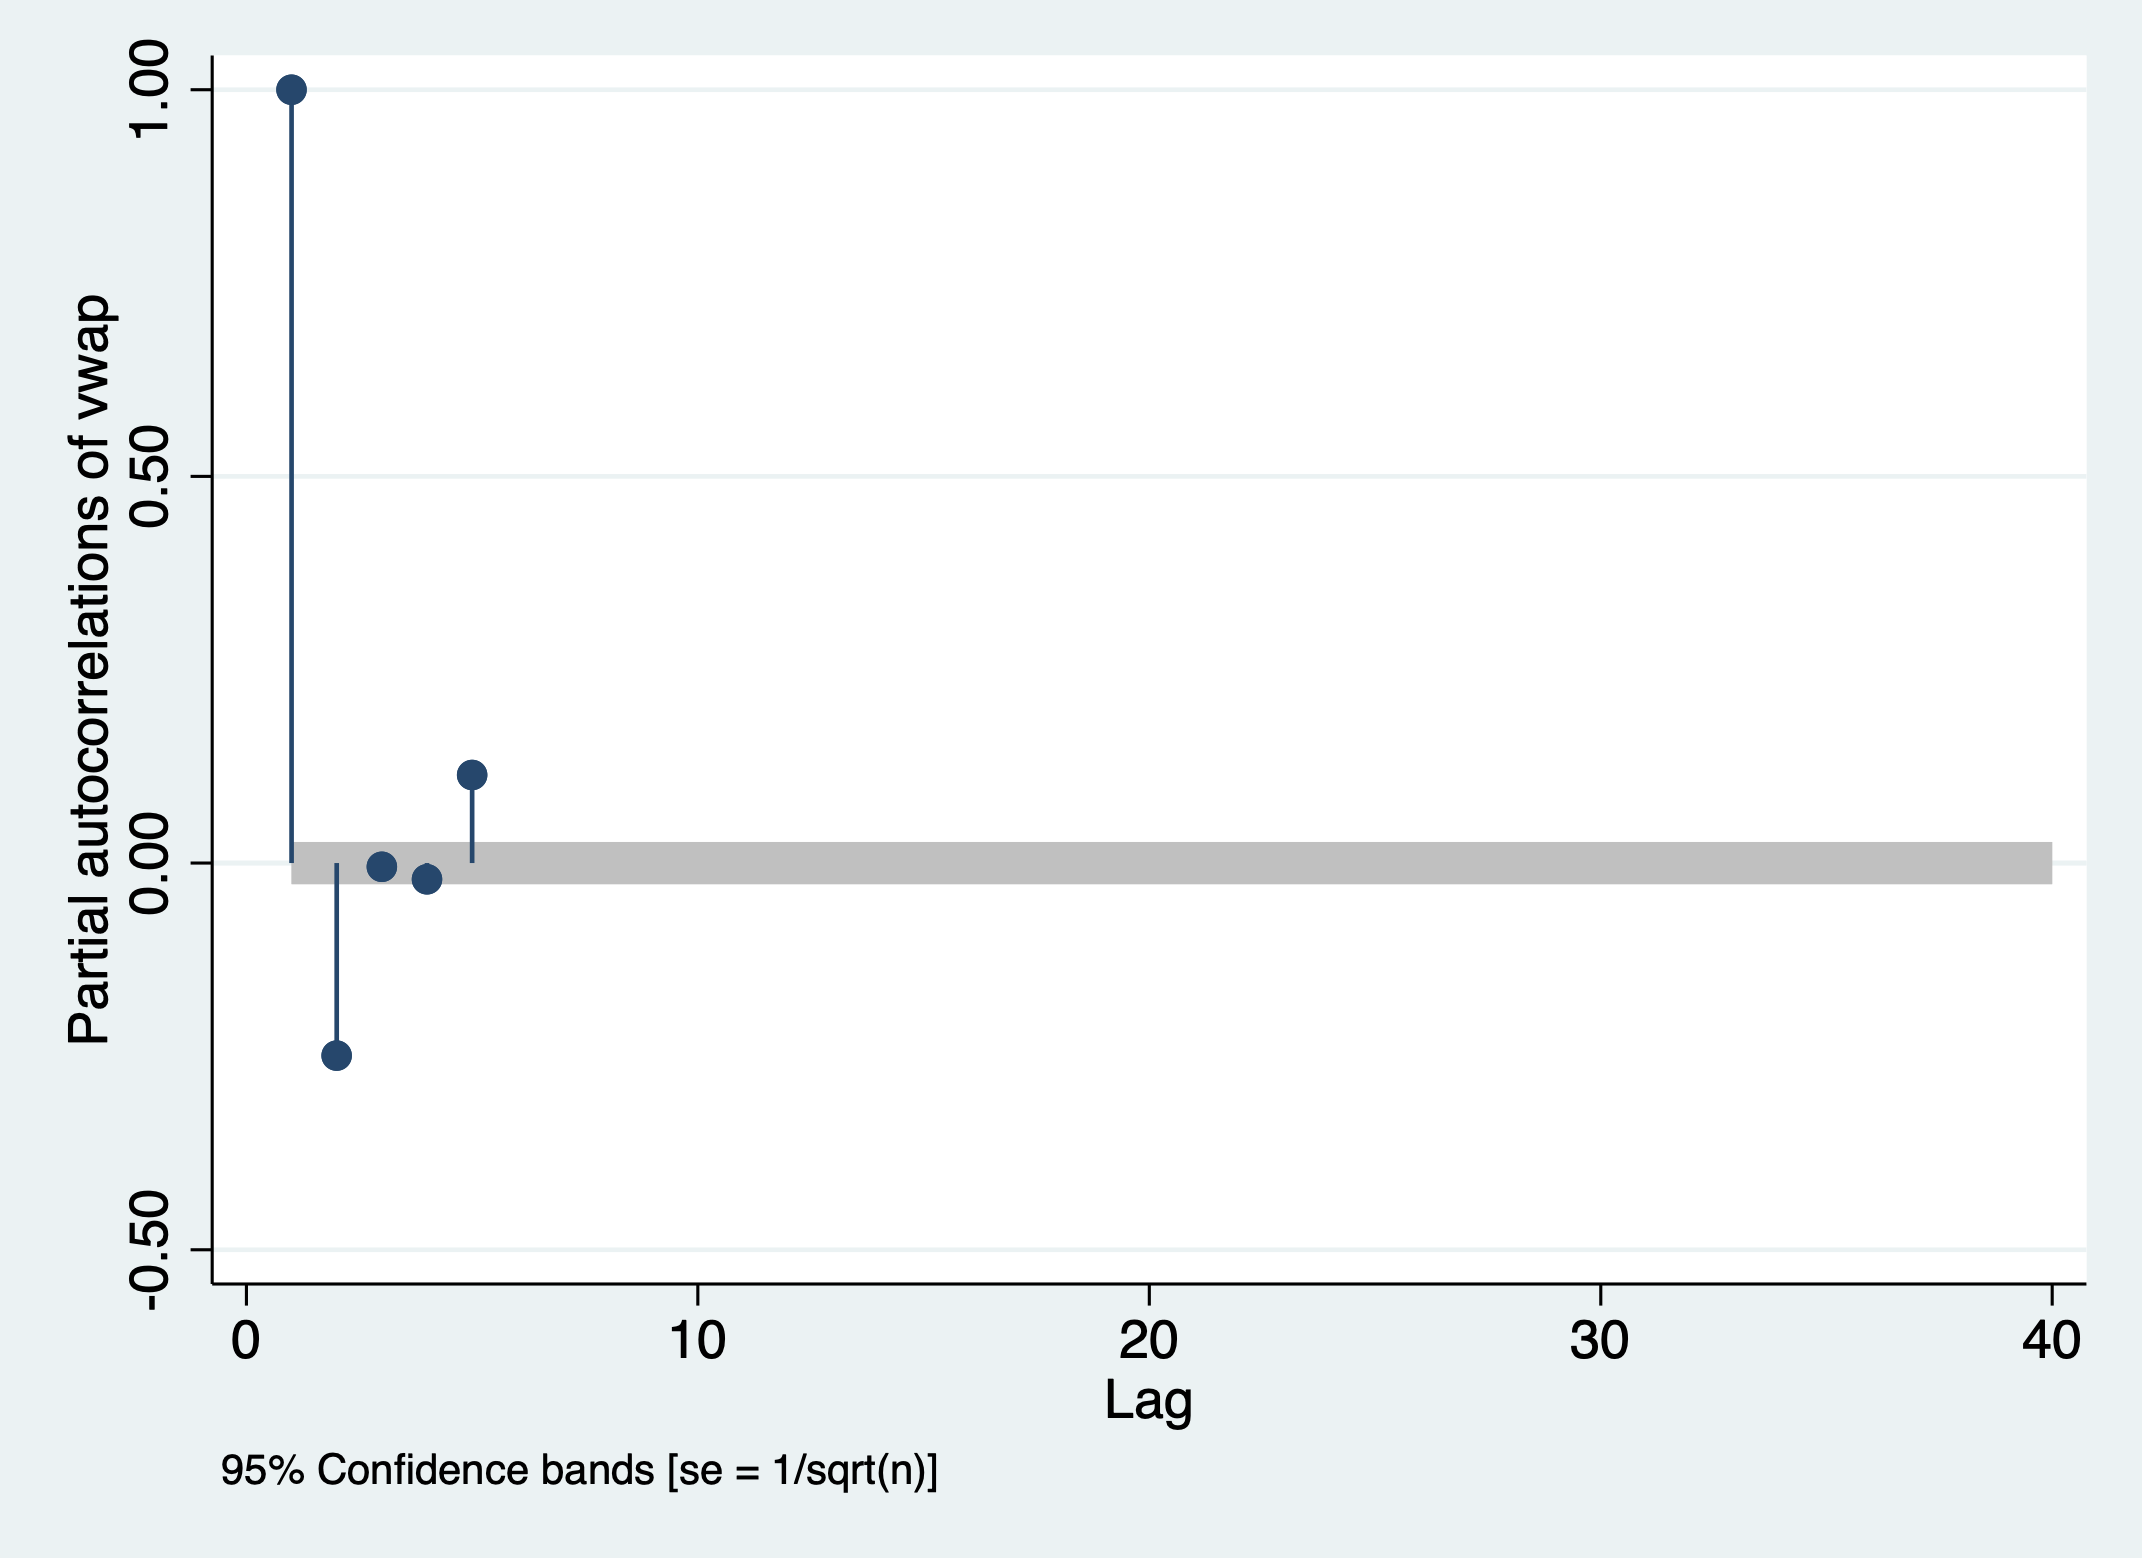 Partial autocorrelations of vwap
1.00
0.50
0.00
-0.50
0 10 20 30 40
Lag
95% Confidence bands [se = 1/sqrt(n)]